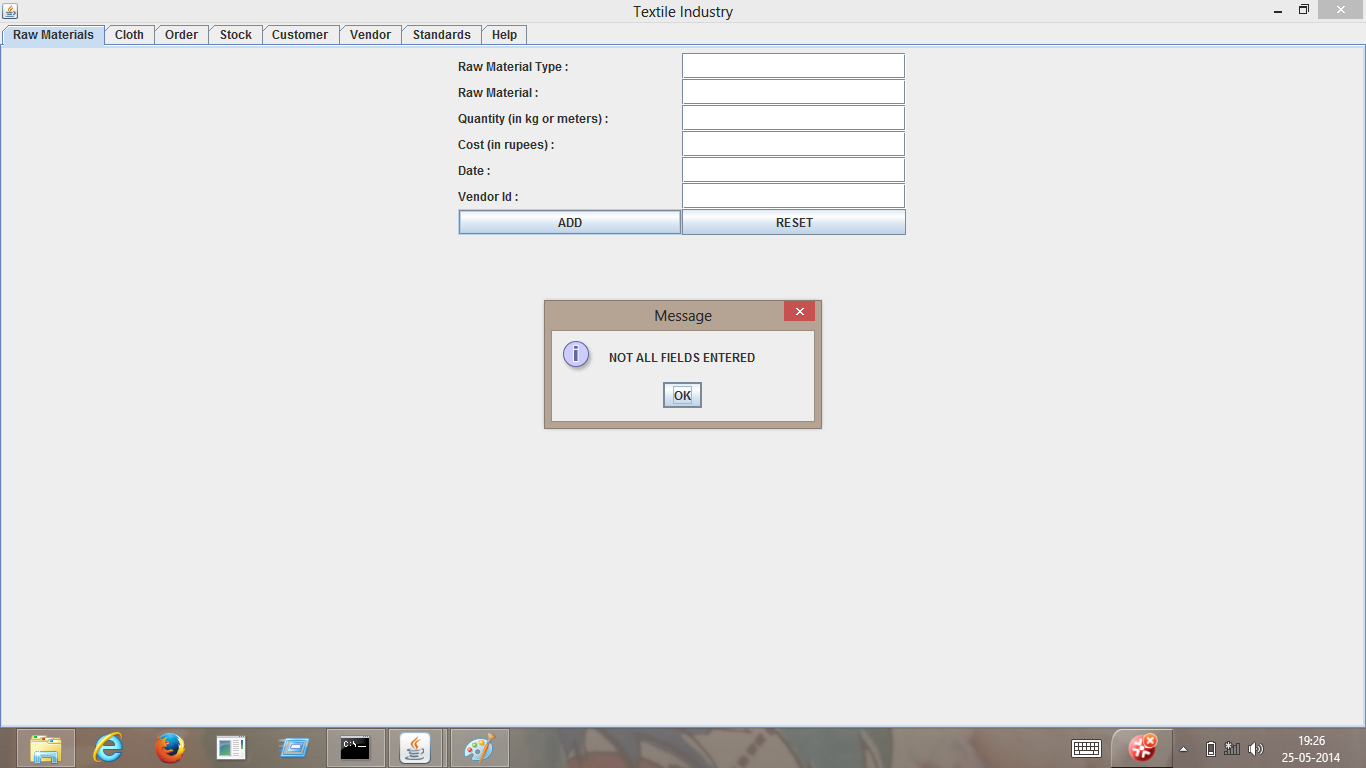 Textile Industry
Raw Materials Cloth Order Stock Customer Vendor Standards Help
Raw Material Type :
Raw Material :
Quantity (in kg or meters) :
Cost (in rupees) :
Date :
Vendor Id :
ADD RESET
Message
i NOT ALL FIELDS ENTERED
OK
C:\
19:26
25-05-2014